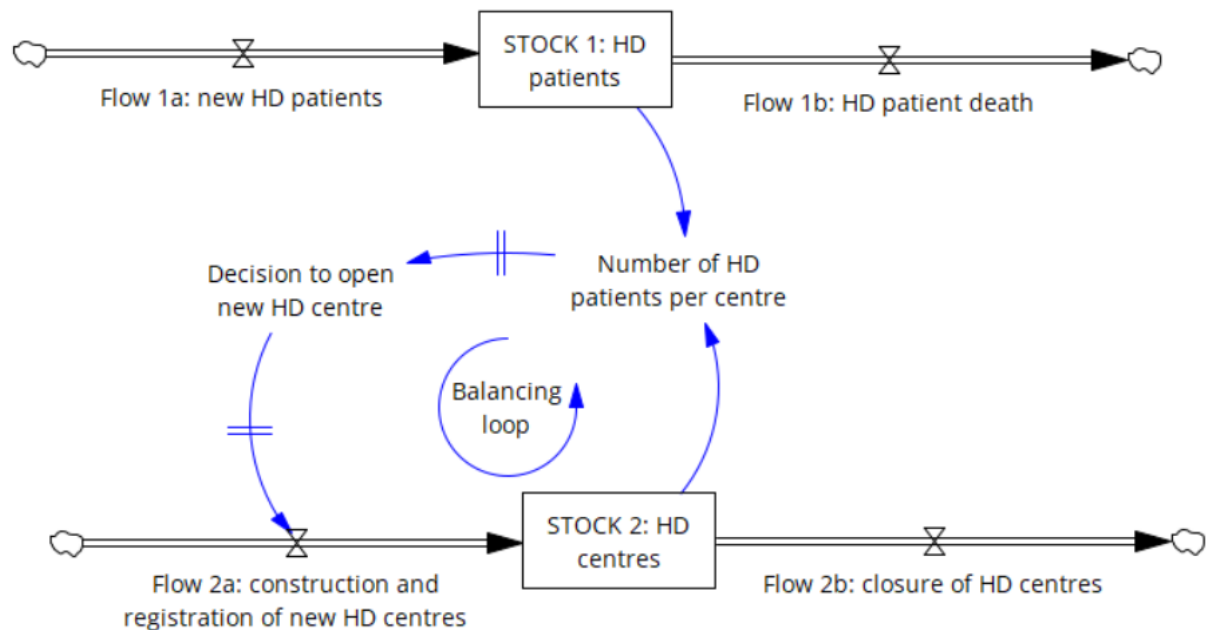 STOCK 1: HD
patients
Flow 1a: new HD patients
Flow 1b: HD patient death
Decision to open
new HD centre
Number of HD
patients per centre
Balancing
loop
STOCK 2: HD
centres
Flow 2a: construction and
registration of new HD centres
Flow 2b: closure of HD centres